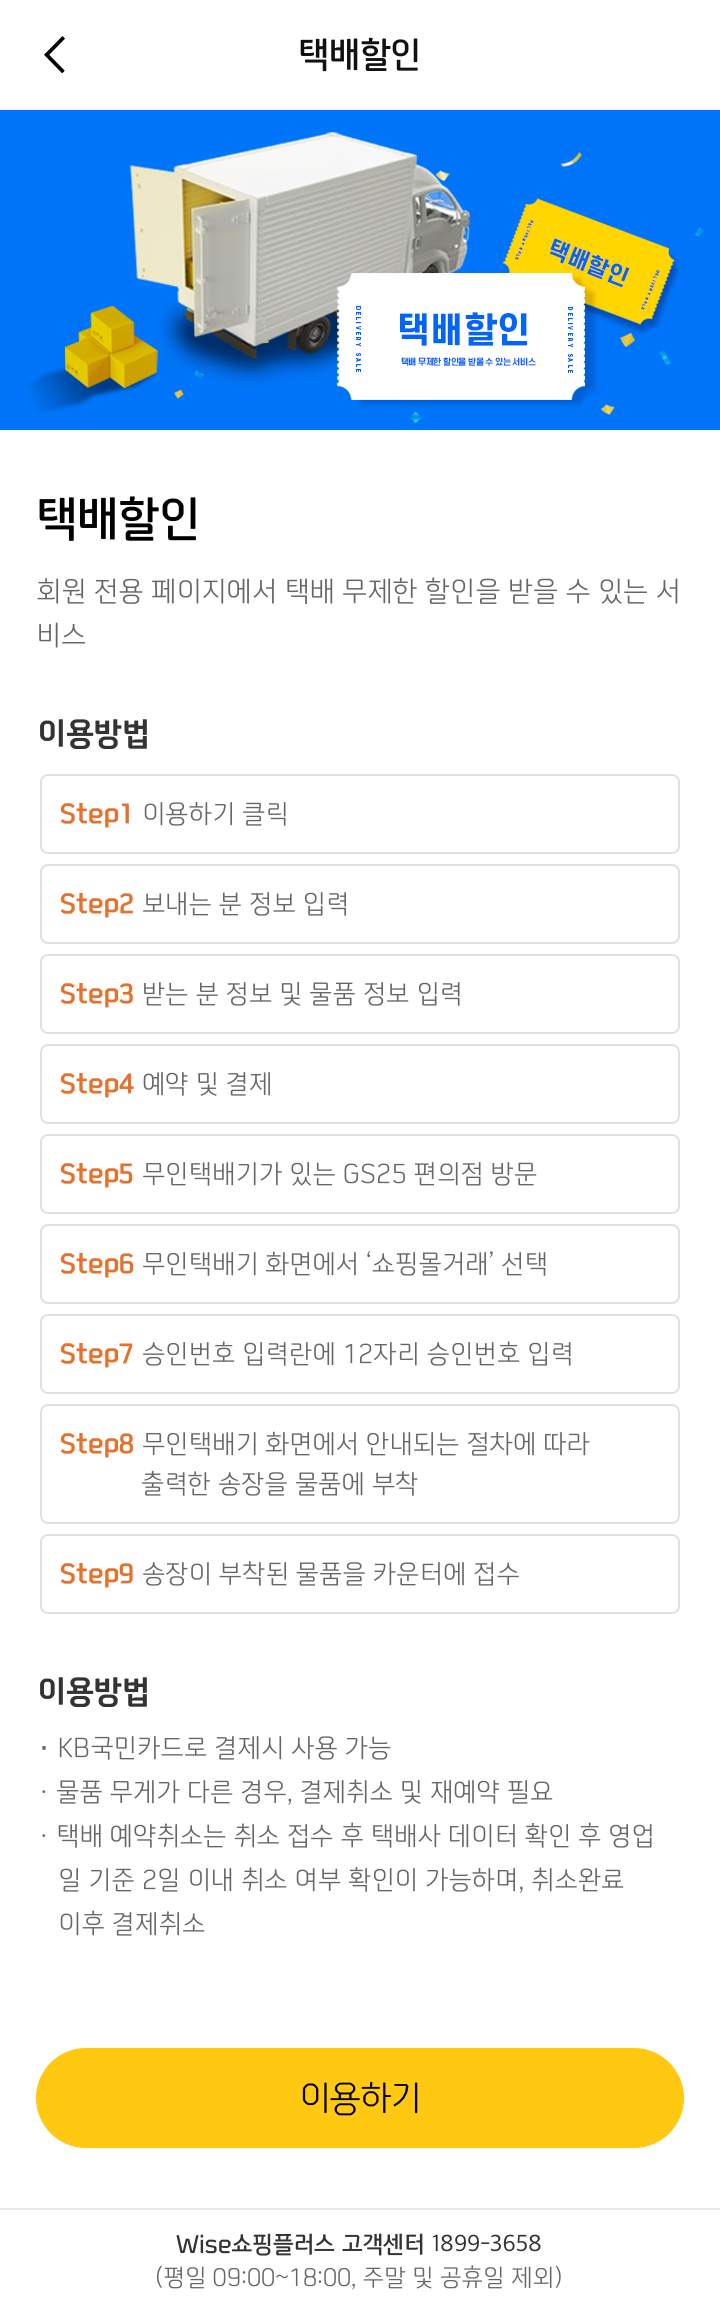 택배할인
택배할인
DELIVERY SALE
DELIVERY SALE
DELIVERY SALE
택배할인
DELIVERY SALE
택배 무제한 할인을 받을 수 있는 서비스
택배할인
회원 전용 페이지에서 택배 무제한 할인을 받을 수 있는 서
비스
이용방법
Step1 이용하기 클릭
Step2 보내는 분 정보 입력
Step3 받는 분 정보 및 물품 정보 입력
Step4 예약 및 결제
Step5 무인택배기가 있는 GS25 편의점 방문
Step6 무인택배기 화면에서 ‘쇼핑몰거래’ 선택
Step7 승인번호 입력란에 12자리 승인번호 입력
Step8 무인택배기 화면에서 안내되는 절차에 따라
출력한 송장을 물품에 부착
Step9 송장이 부착된 물품을 카운터에 접수
이용방법
· KB국민카드로 결제시 사용 가능
· 물품 무게가 다른 경우, 결제취소 및 재예약 필요
· 택배 예약취소는 취소 접수 후 택배사 데이터 확인 후 영업
일 기준 2일 이내 취소 여부 확인이 가능하며, 취소완료
이후 결제취소
이용하기
Wise쇼핑플러스 고객센터 1899-3658
(평일 09:00~18:00, 주말 및 공휴일 제외)